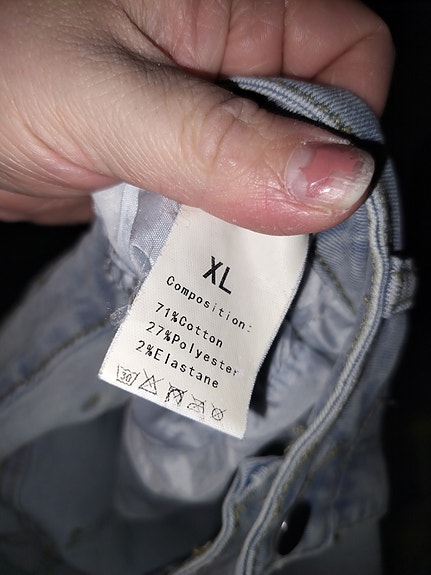 XL
Composition:
71%Cotton
27%Polyester
2%Elastane
30